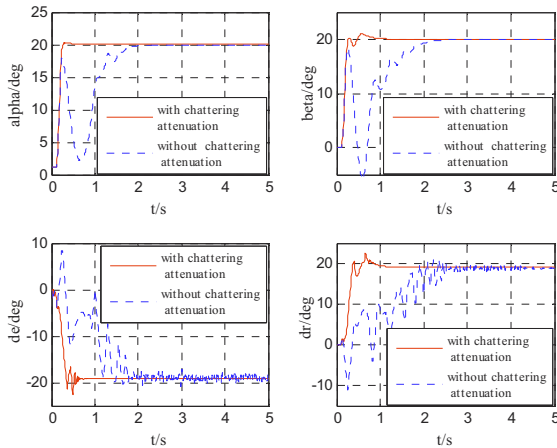 25
20
15
10
5
0
alpha/deg
with chattering
attenuation
without chattering
attenuation
0 1 2 3 4 5
t/s
20
10
0
beta/deg
with chattering
attenuation
without chattering
attenuation
0 1 2 3 4 5
t/s
10
0
-10
-20
de/deg
with chattering
attenuation
without chattering
attenuation
0 1 2 3 4 5
t/s
20
10
0
-10
dr/deg
with chattering
attenuation
without chattering
attenuation
0 1 2 3 4 5
t/s